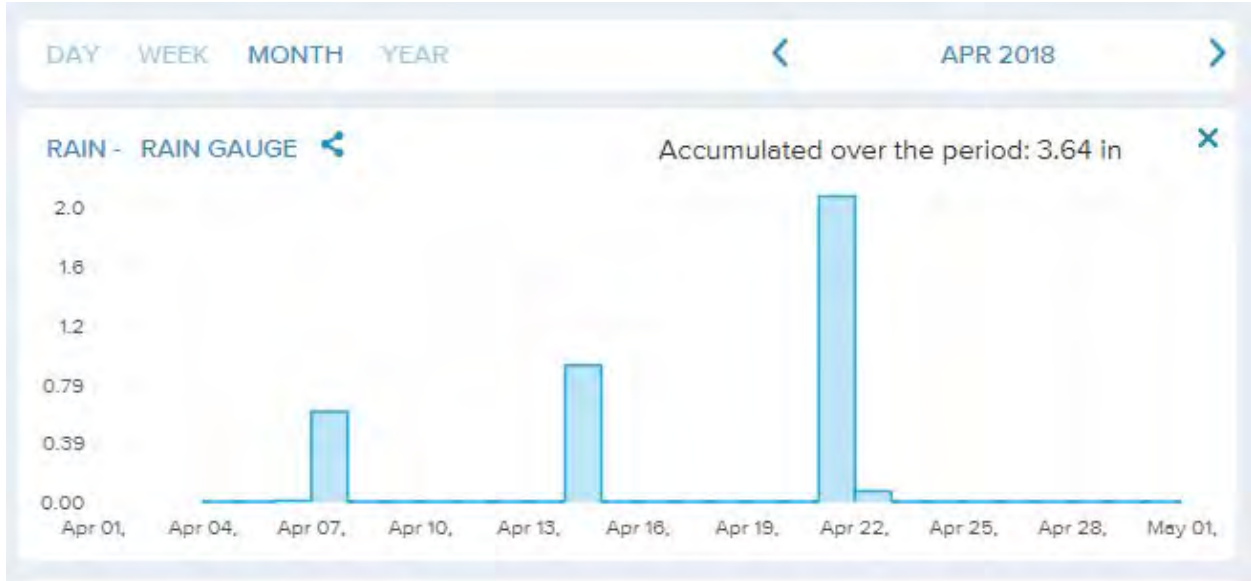 DAY WEEK MONTH YEAR APR 2018
RAIN - RAIN GAUGE Accumulated over the period: 3.64 in
2.0
1.6
1.2
0.79
0.39
0.00
Apr 01, Apr 04, Apr 07, Apr 10, Apr 13, Apr 16, Apr 19, Apr 22, Apr 25, Apr 28, May 01,